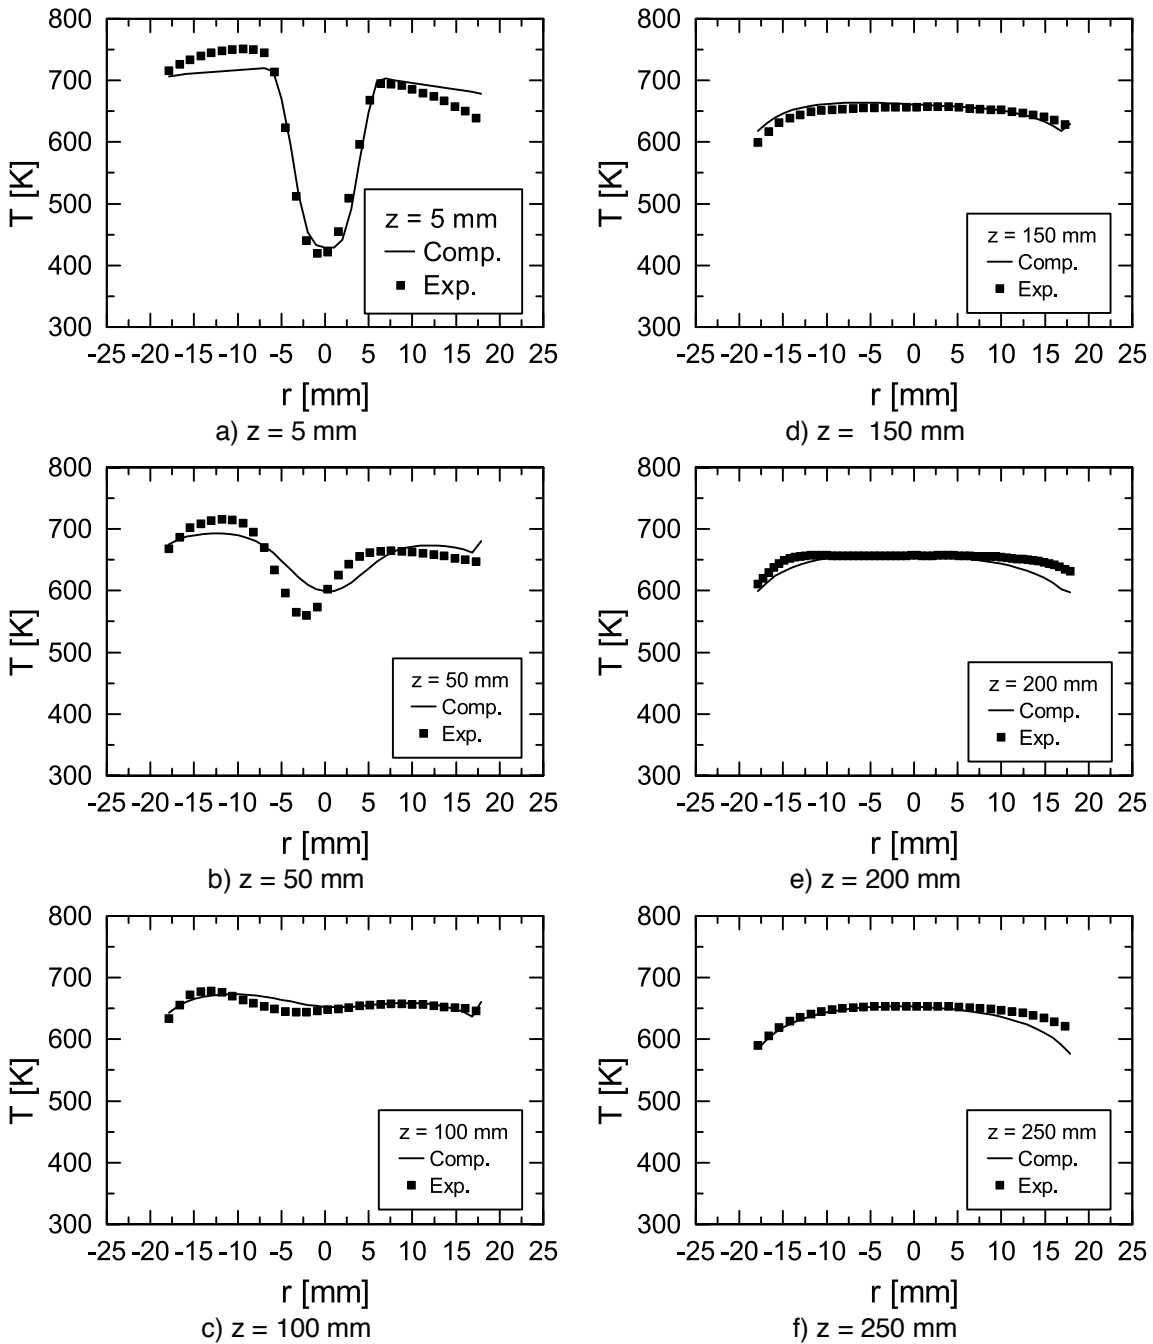 800
700
600
500
400
300
T [K]
z = 5 mm
Comp.
Exp.
-25 -20 -15 -10 -5 0 5 10 15 20 25
r [mm]
a) z = 5 mm
800
700
600
500
400
300
T [K]
z = 150 mm
Comp.
Exp.
-25 -20 -15 -10 -5 0 5 10 15 20 25
r [mm]
d) z = 150 mm
800
700
600
500
400
300
T [K]
z = 50 mm
Comp.
Exp.
-25 -20 -15 -10 -5 0 5 10 15 20 25
r [mm]
b) z = 50 mm
800
700
600
500
400
300
T [K]
z = 200 mm
Comp.
Exp.
-25 -20 -15 -10 -5 0 5 10 15 20 25
r [mm]
e) z = 200 mm
800
700
600
500
400
300
T [K]
z = 100 mm
Comp.
Exp.
-25 -20 -15 -10 -5 0 5 10 15 20 25
r [mm]
c) z = 100 mm
800
700
600
500
400
300
T [K]
z = 250 mm
Comp.
Exp.
-25 -20 -15 -10 -5 0 5 10 15 20 25
r [mm]
f) z = 250 mm